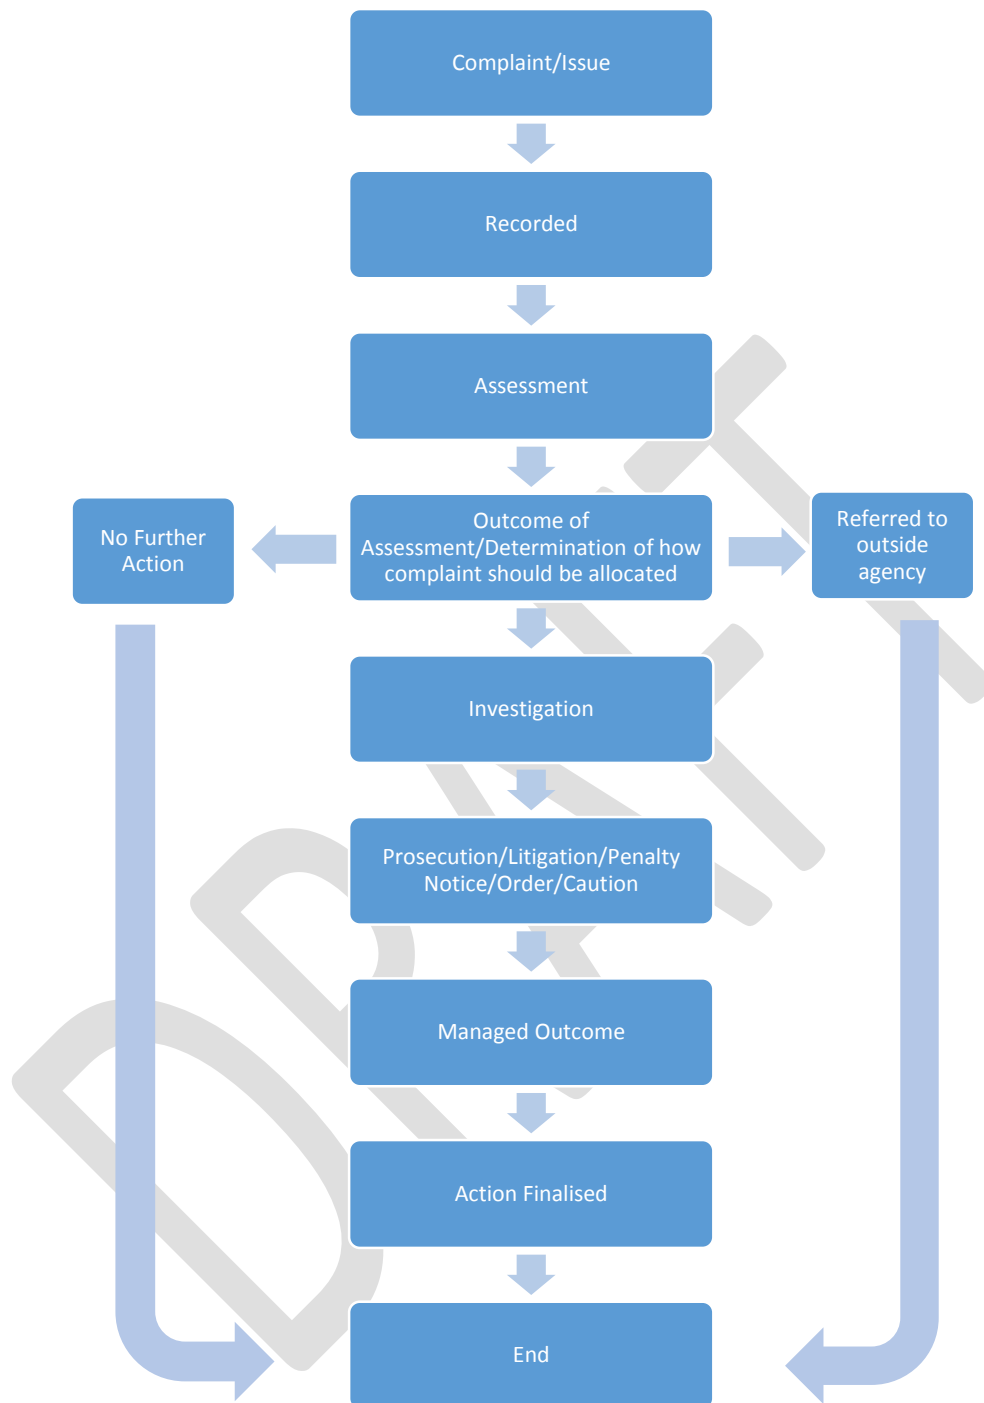 Complaint/Issue
Recorded
Assessment
No Further
Action
Outcome of
Assessment/Determination of how
complaint should be allocated
Referred to
outside
agency
Investigation
Prosecution/Litigation/Penalty
Notice/Order/Caution
Managed Outcome
Action Finalised
End
DRAFT